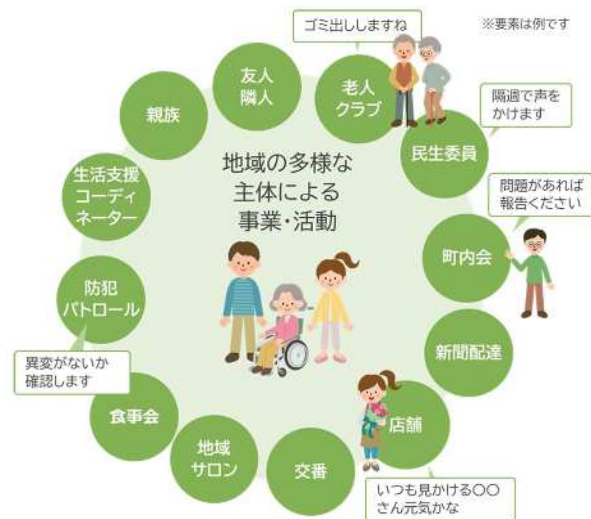 ゴミ出ししますね
※要素は例です
友人
隣人
老人
クラブ
隔週で声を
かけます
親族
民生委員
地域の多様な
主体による
事業・活動
生活支援
コーディ
ネーター
問題があれば
報告ください
町内会
防犯
パトロール
新聞配達
異変がないか
確認します
食事会
地域
サロン
交番
店舗
いつも見かける〇〇
さん元気かな